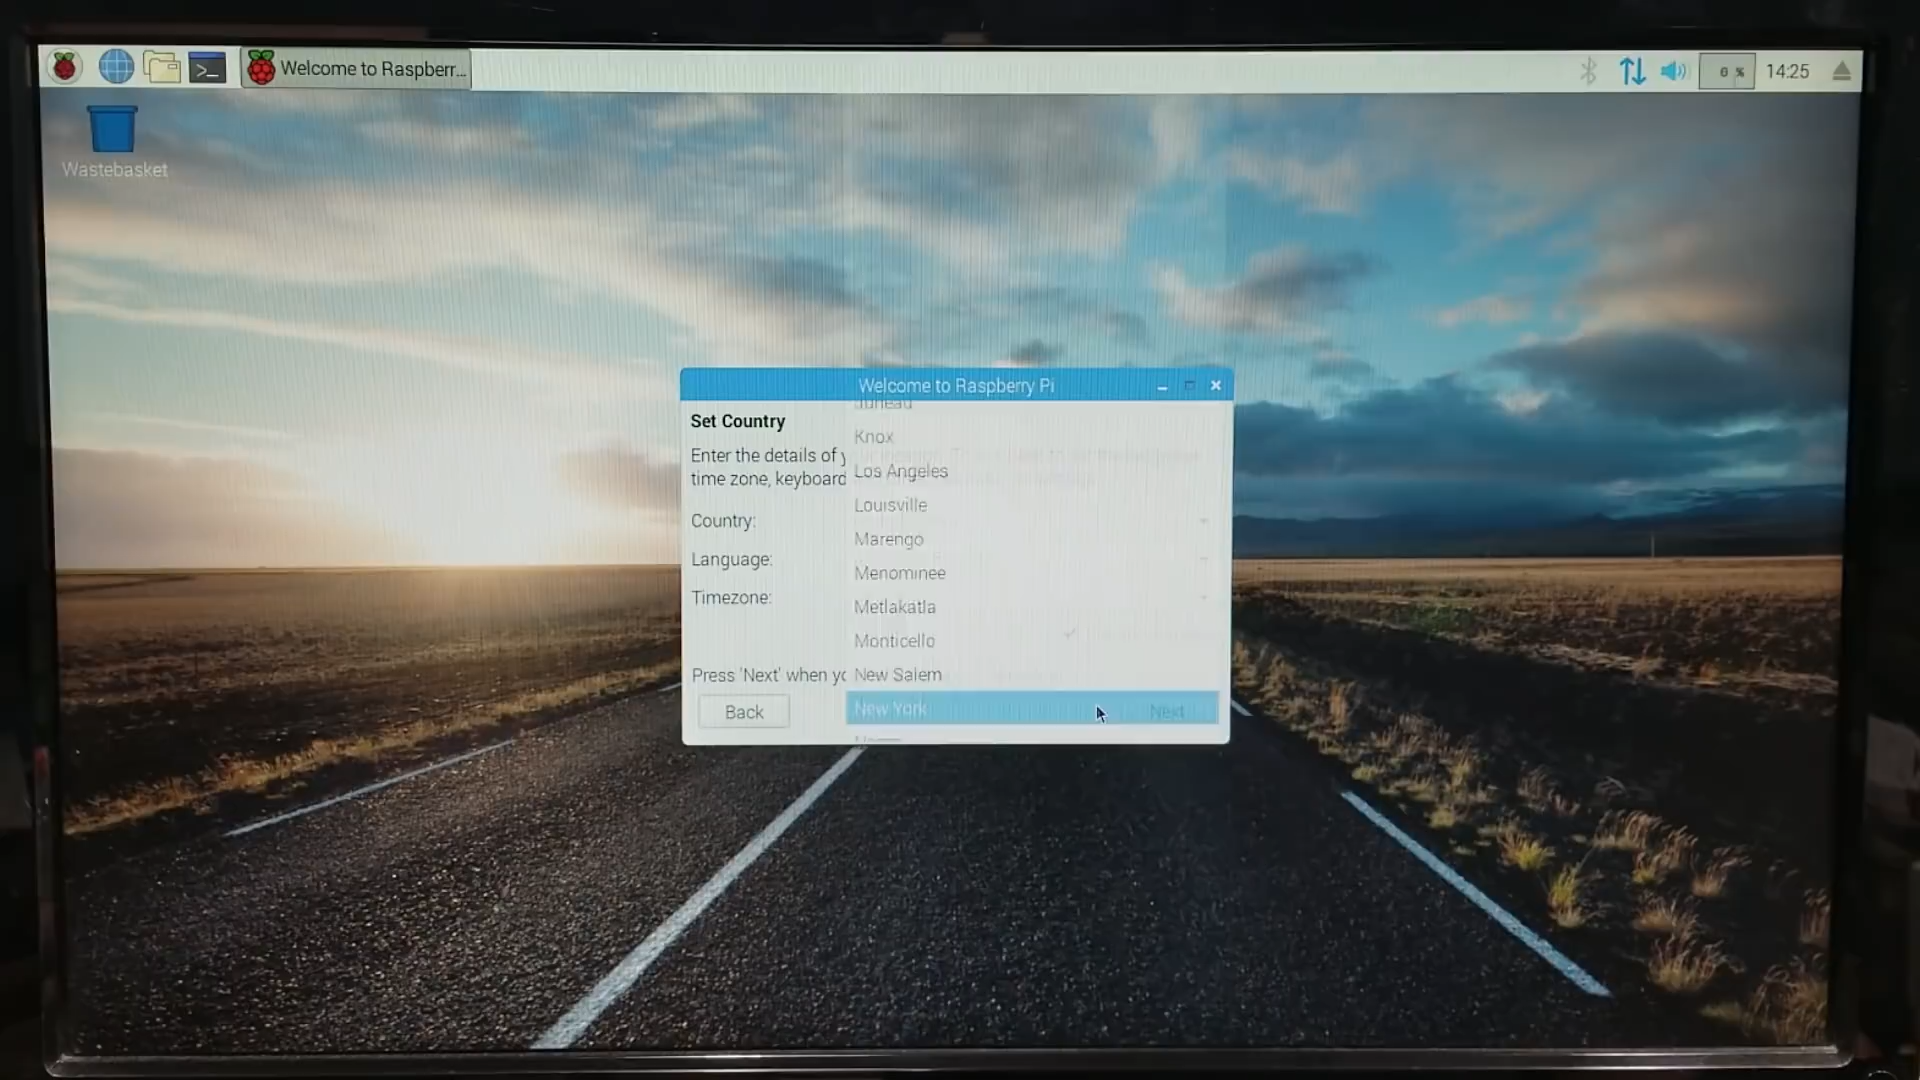 Welcome to Raspberr...
0 %
14:25
Wastebasket
Welcome to Raspberry Pi
Set Country
Juneau
Enter the details of y
Knox
time zone, keyboard
Los Angeles
Louisville
Country:
Marengo
Language:
Menominee
Timezone:
Metlakatla
Monticello
Press 'Next' when yo
New Salem
Back
New York
Next